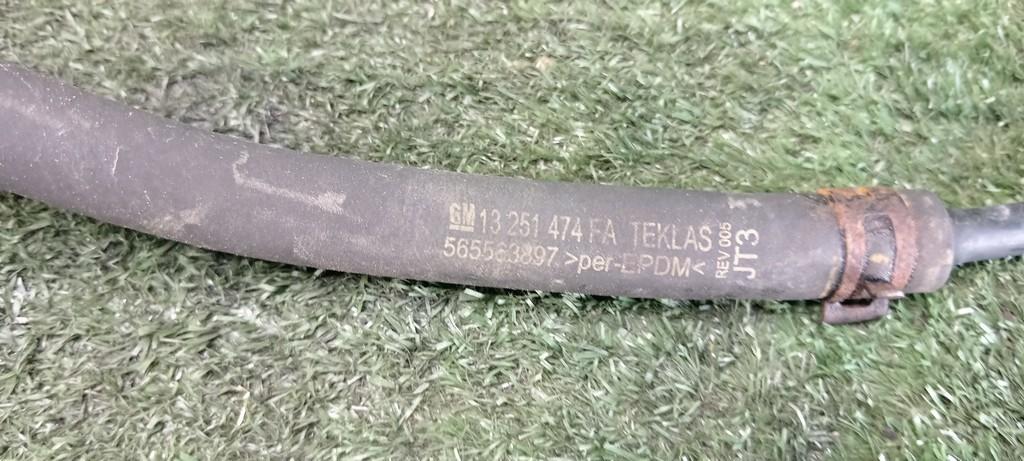 GM 13 251 474 FA TEKLAS
565563897 >per-EPDM<
REV 005
JT3